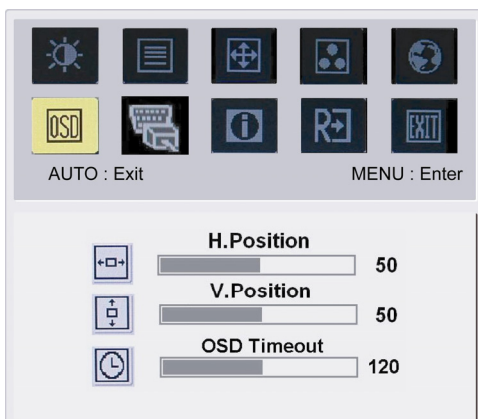 OSD
R
EXIT
AUTO : Exit MENU : Enter
H.Position
50
V.Position
50
OSD Timeout
120